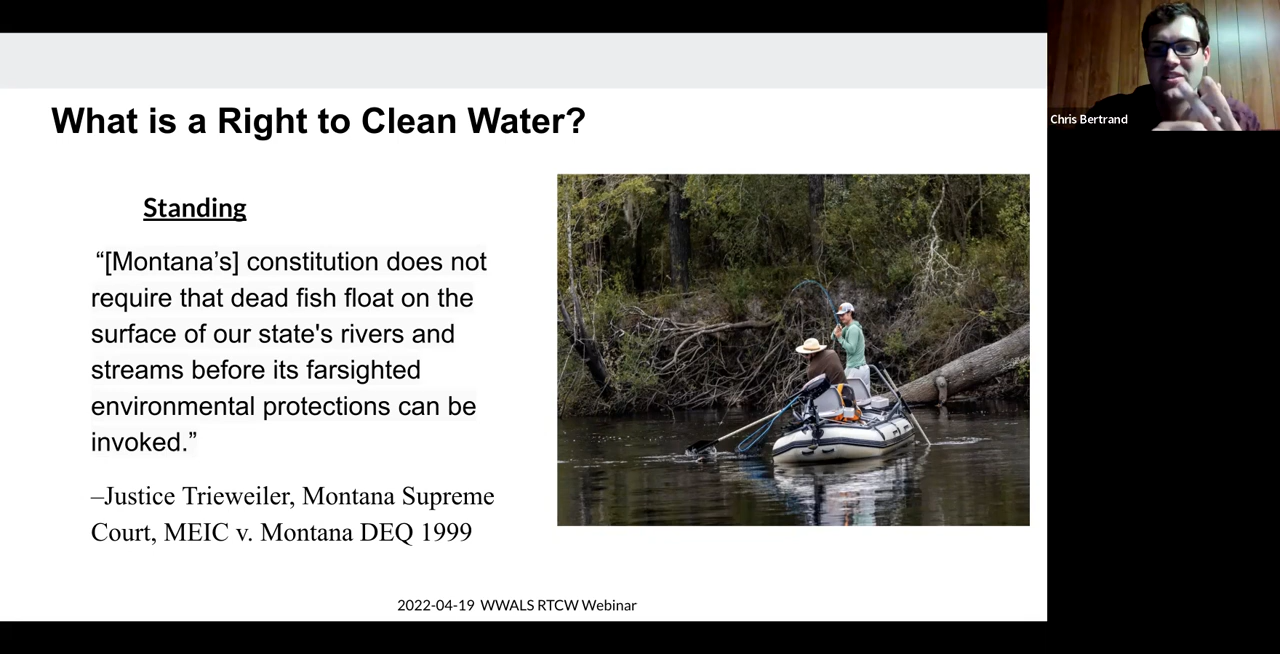 What is a Right to Clean Water?
Standing
“[Montana’s] constitution does not
require that dead fish float on the
surface of our state's rivers and
streams before its farsighted
environmental protections can be
invoked.”
–Justice Trieweiler, Montana Supreme
Court, MEIC v. Montana DEQ 1999
2022-04-19 WWALS RTCW Webinar
Chris Bertrand